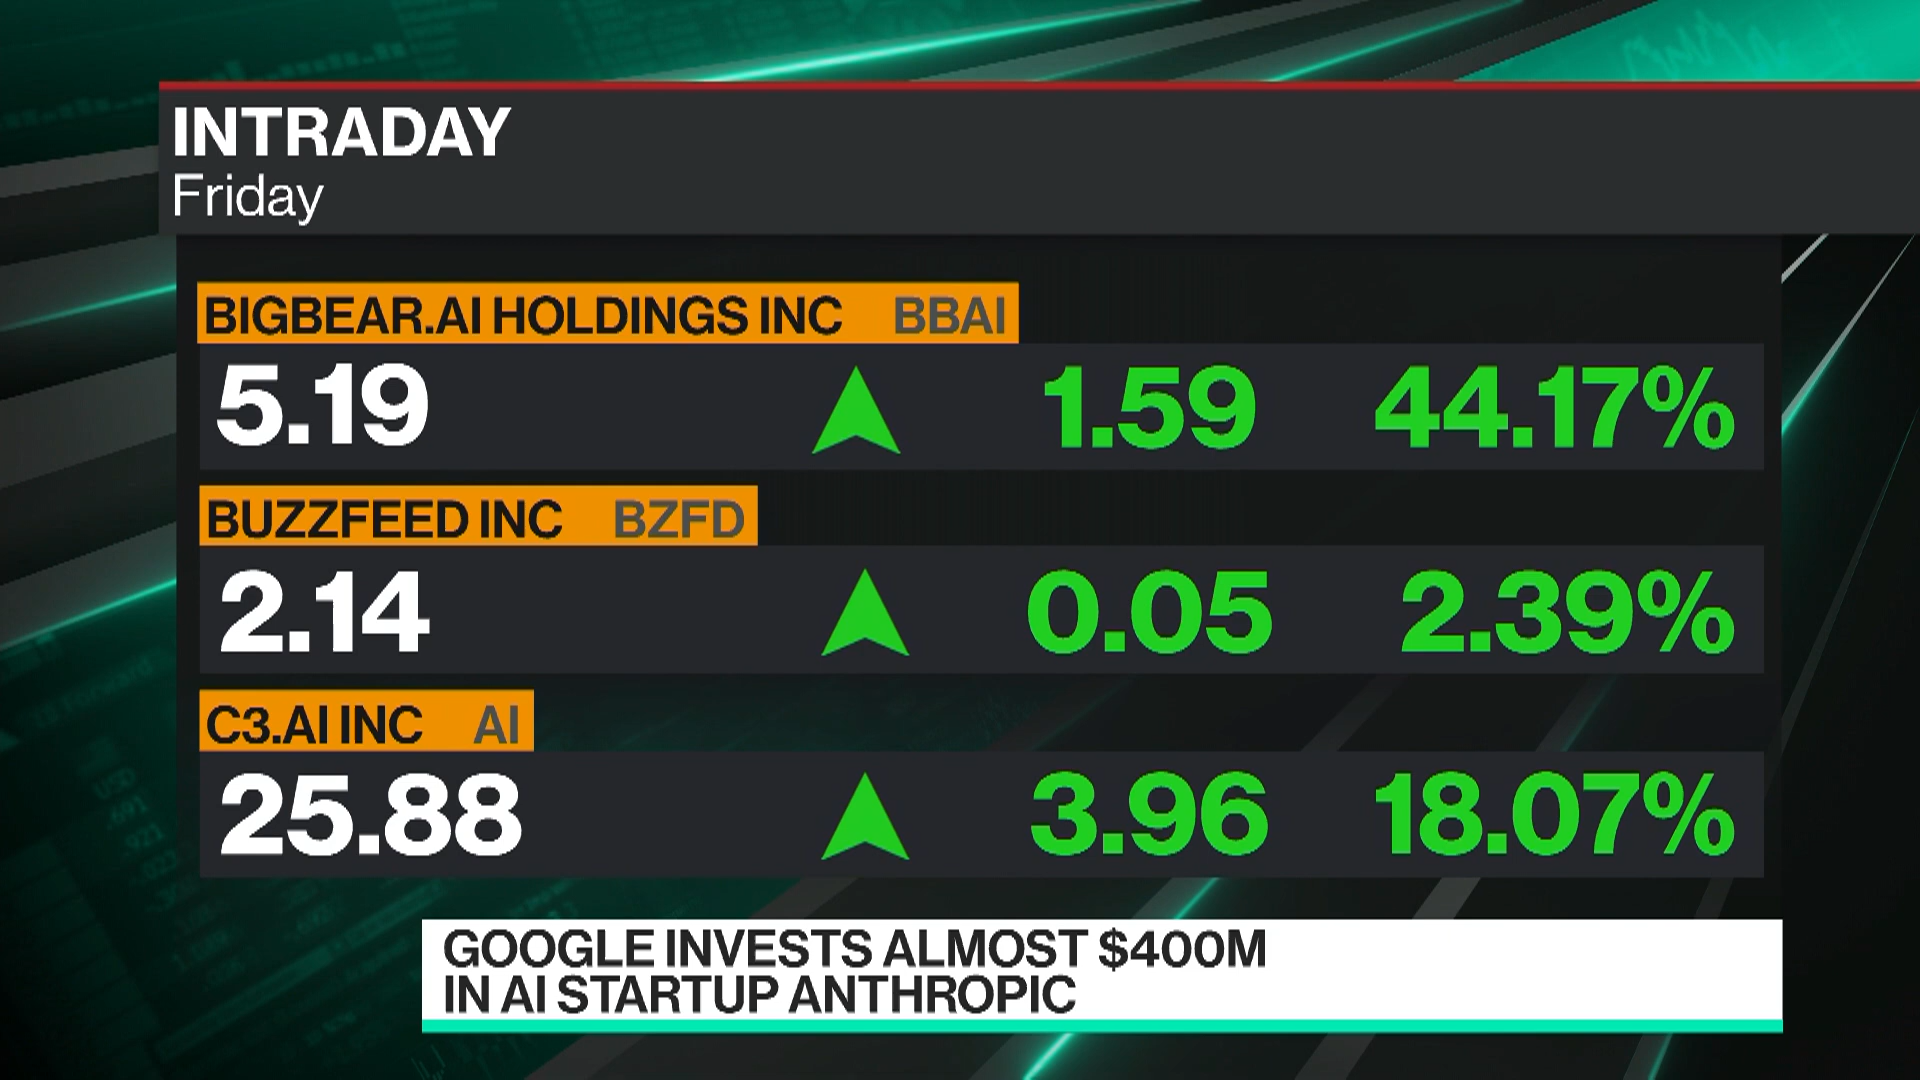 INTRADAY
Friday
BIGBEAR.AI HOLDINGS INC BBAI
5.19 1.59 44.17%
BUZZFEED INC BZFD
2.14 0.05 2.39%
C3.AI INC AI
25.88 3.96 18.07%
GOOGLE INVESTS ALMOST $400M
IN AI STARTUP ANTHROPIC